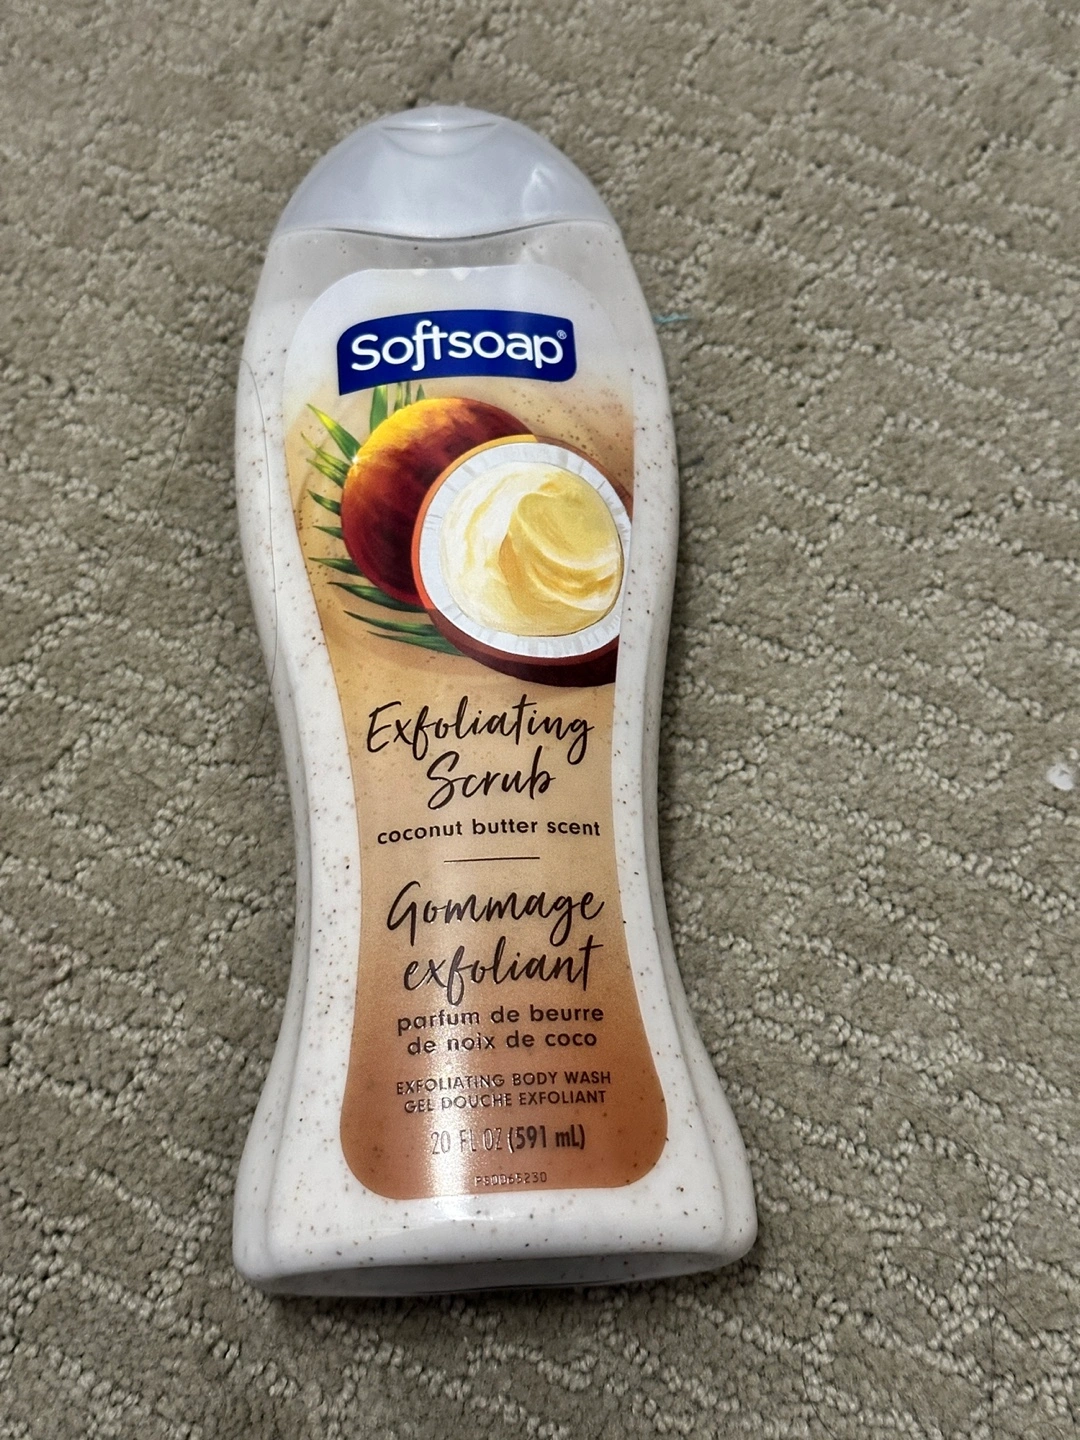 Softsoap®
Exfoliating
Scrub
coconut butter scent
Gommage
exfoliant
parfum de beurre
de noix de coco
EXFOLIATING BODY WASH
GEL DOUCHE EXFOLIANT
20 FL OZ (591 mL)